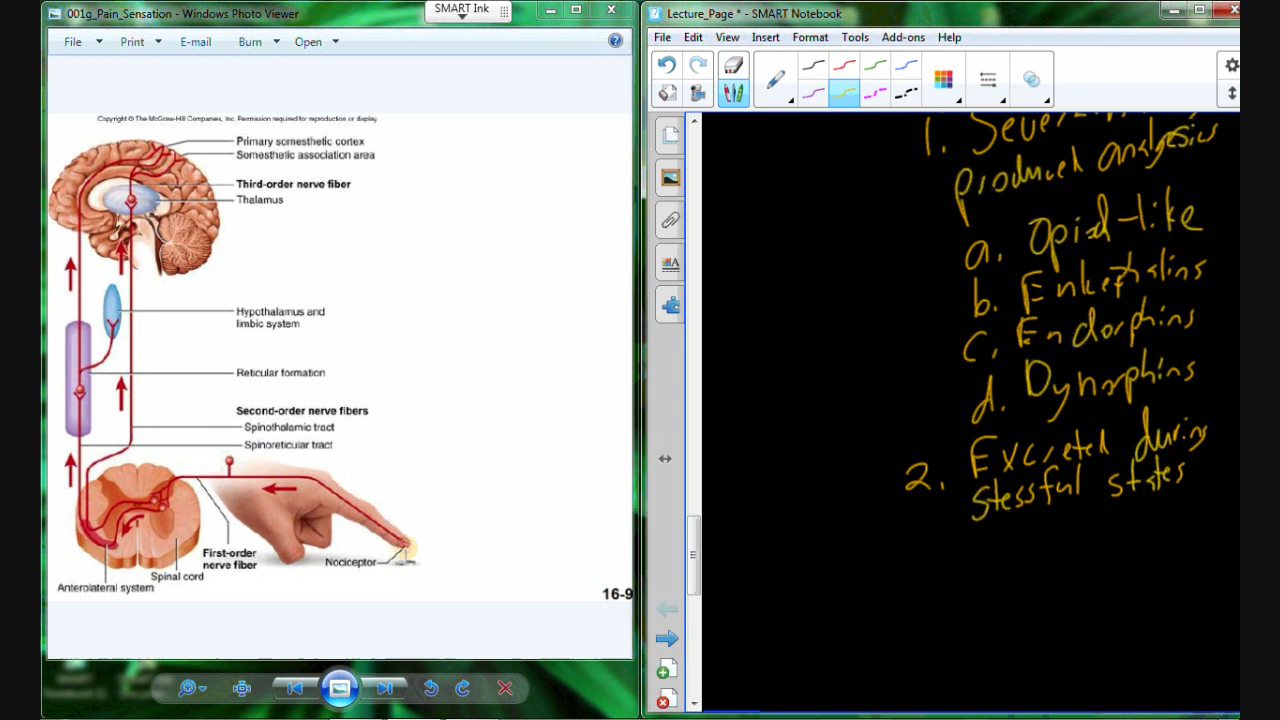 001g_Pain_Sensation - Windows Photo Viewer
SMART Ink
File Print E-mail Burn Open
Copyright © The McGraw-Hill Companies, Inc. Permission required for reproduction or display.
Primary somesthetic cortex
Somesthetic association area
Third-order nerve fiber
Thalamus
Hypothalamus and
limbic system
Reticular formation
Second-order nerve fibers
Spinothalamic tract
Spinoreticular tract
First-order
nerve fiber
Nociceptor
Spinal cord
Anterolateral system
16-9
Lecture_Page * - SMART Notebook
File Edit View Insert Format Tools Add-ons Help
1.
produced analgesics
a. Opiod-like
b. Enkephalins
c. Endorphins
d. Dynorphins
2. Excreted during
stessful states